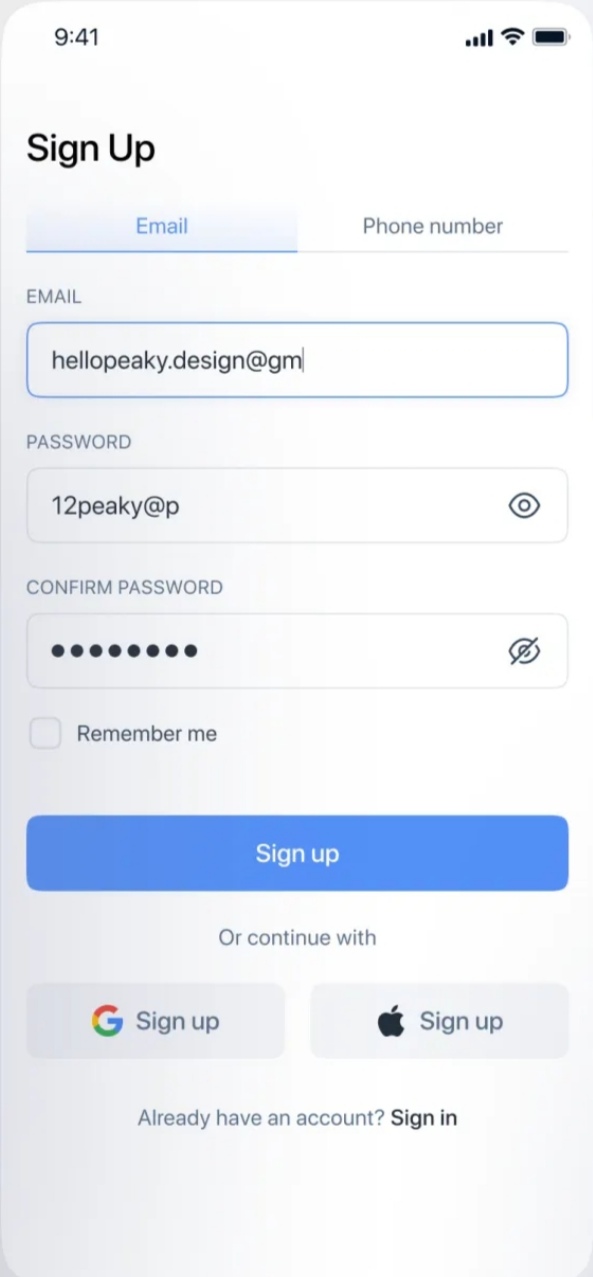 9:41
Sign Up
Email Phone number
EMAIL
hellopeaky.design@gm
PASSWORD
12peaky@p
CONFIRM PASSWORD
●●●●●●●●
Remember me
Sign up
Or continue with
Sign up Sign up
Already have an account? Sign in